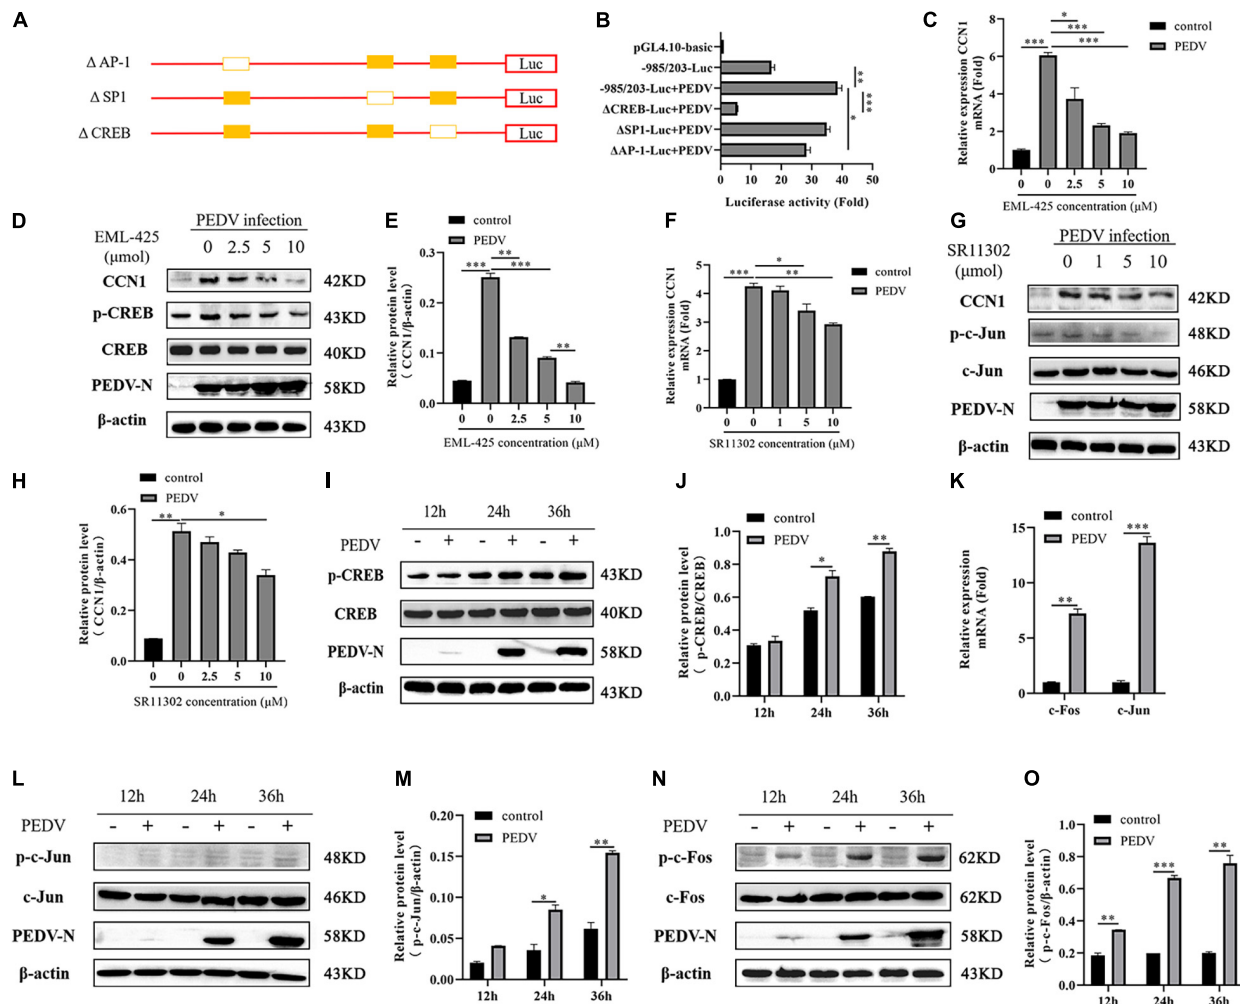 A
Δ AP-1
Luc
Δ SP1
Luc
Δ CREB
Luc
B
pGL4.10-basic
-985/203-Luc
-985/203-Luc+PEDV
ΔCREB-Luc+PEDV
ΔSP1-Luc+PEDV
ΔAP-1-Luc+PEDV
**
***
*
0 10 20 30 40 50
Luciferase activity (Fold)
C
control
PEDV
Relative expression CCN1
mRNA (Fold)
8
6
4
2
0
*
***
*** ***
0 0 2.5 5 10
EML-425 concentration (μM)
D
PEDV infection
EML-425
(μmol)
0 2.5 5 10
CCN1 42KD
p-CREB 43KD
CREB 40KD
PEDV-N 58KD
β-actin 43KD
E
control
PEDV
Relative protein level
( CCN1/β-actin)
0.3
0.2
0.1
0.0
**
*** ***
**
0 0 2.5 5 10
EML-425 concentration (μM)
F
control
PEDV
Relative expression CCN1
mRNA (Fold)
5
4
3
2
1
0
*
*** **
0 0 1 5 10
SR11302 concentration (μM)
G
PEDV infection
SR11302
(μmol)
0 1 5 10
CCN1 42KD
p-c-Jun 48KD
c-Jun 46KD
PEDV-N 58KD
β-actin 43KD
H
control
PEDV
Relative protein level
( CCN1/β-actin)
0.6
0.4
0.2
0.0
** *
0 0 2.5 5 10
SR11302 concentration (μM)
I
12h 24h 36h
PEDV - + - + - +
p-CREB 43KD
CREB 40KD
PEDV-N 58KD
β-actin 43KD
J
control
PEDV
Relative protein level
( p-CREB/CREB)
1.0
0.8
0.6
0.4
0.2
0.0
* **
12h 24h 36h
K
control
PEDV
Relative expression
mRNA (Fold)
15
10
5
0
** ***
c-Fos c-Jun
L
12h 24h 36h
PEDV - + - + - +
p-c-Jun 48KD
c-Jun 46KD
PEDV-N 58KD
β-actin 43KD
M
control
PEDV
Relative protein level
( p-c-Jun/β-actin)
0.20
0.15
0.10
0.05
0.00
* **
12h 24h 36h
N
12h 24h 36h
PEDV - + - + - +
p-c-Fos 62KD
c-Fos 62KD
PEDV-N 58KD
β-actin 43KD
O
control
PEDV
Relative protein level
( p-c-Fos/β-actin)
0.8
0.6
0.4
0.2
0.0
** *** **
12h 24h 36h